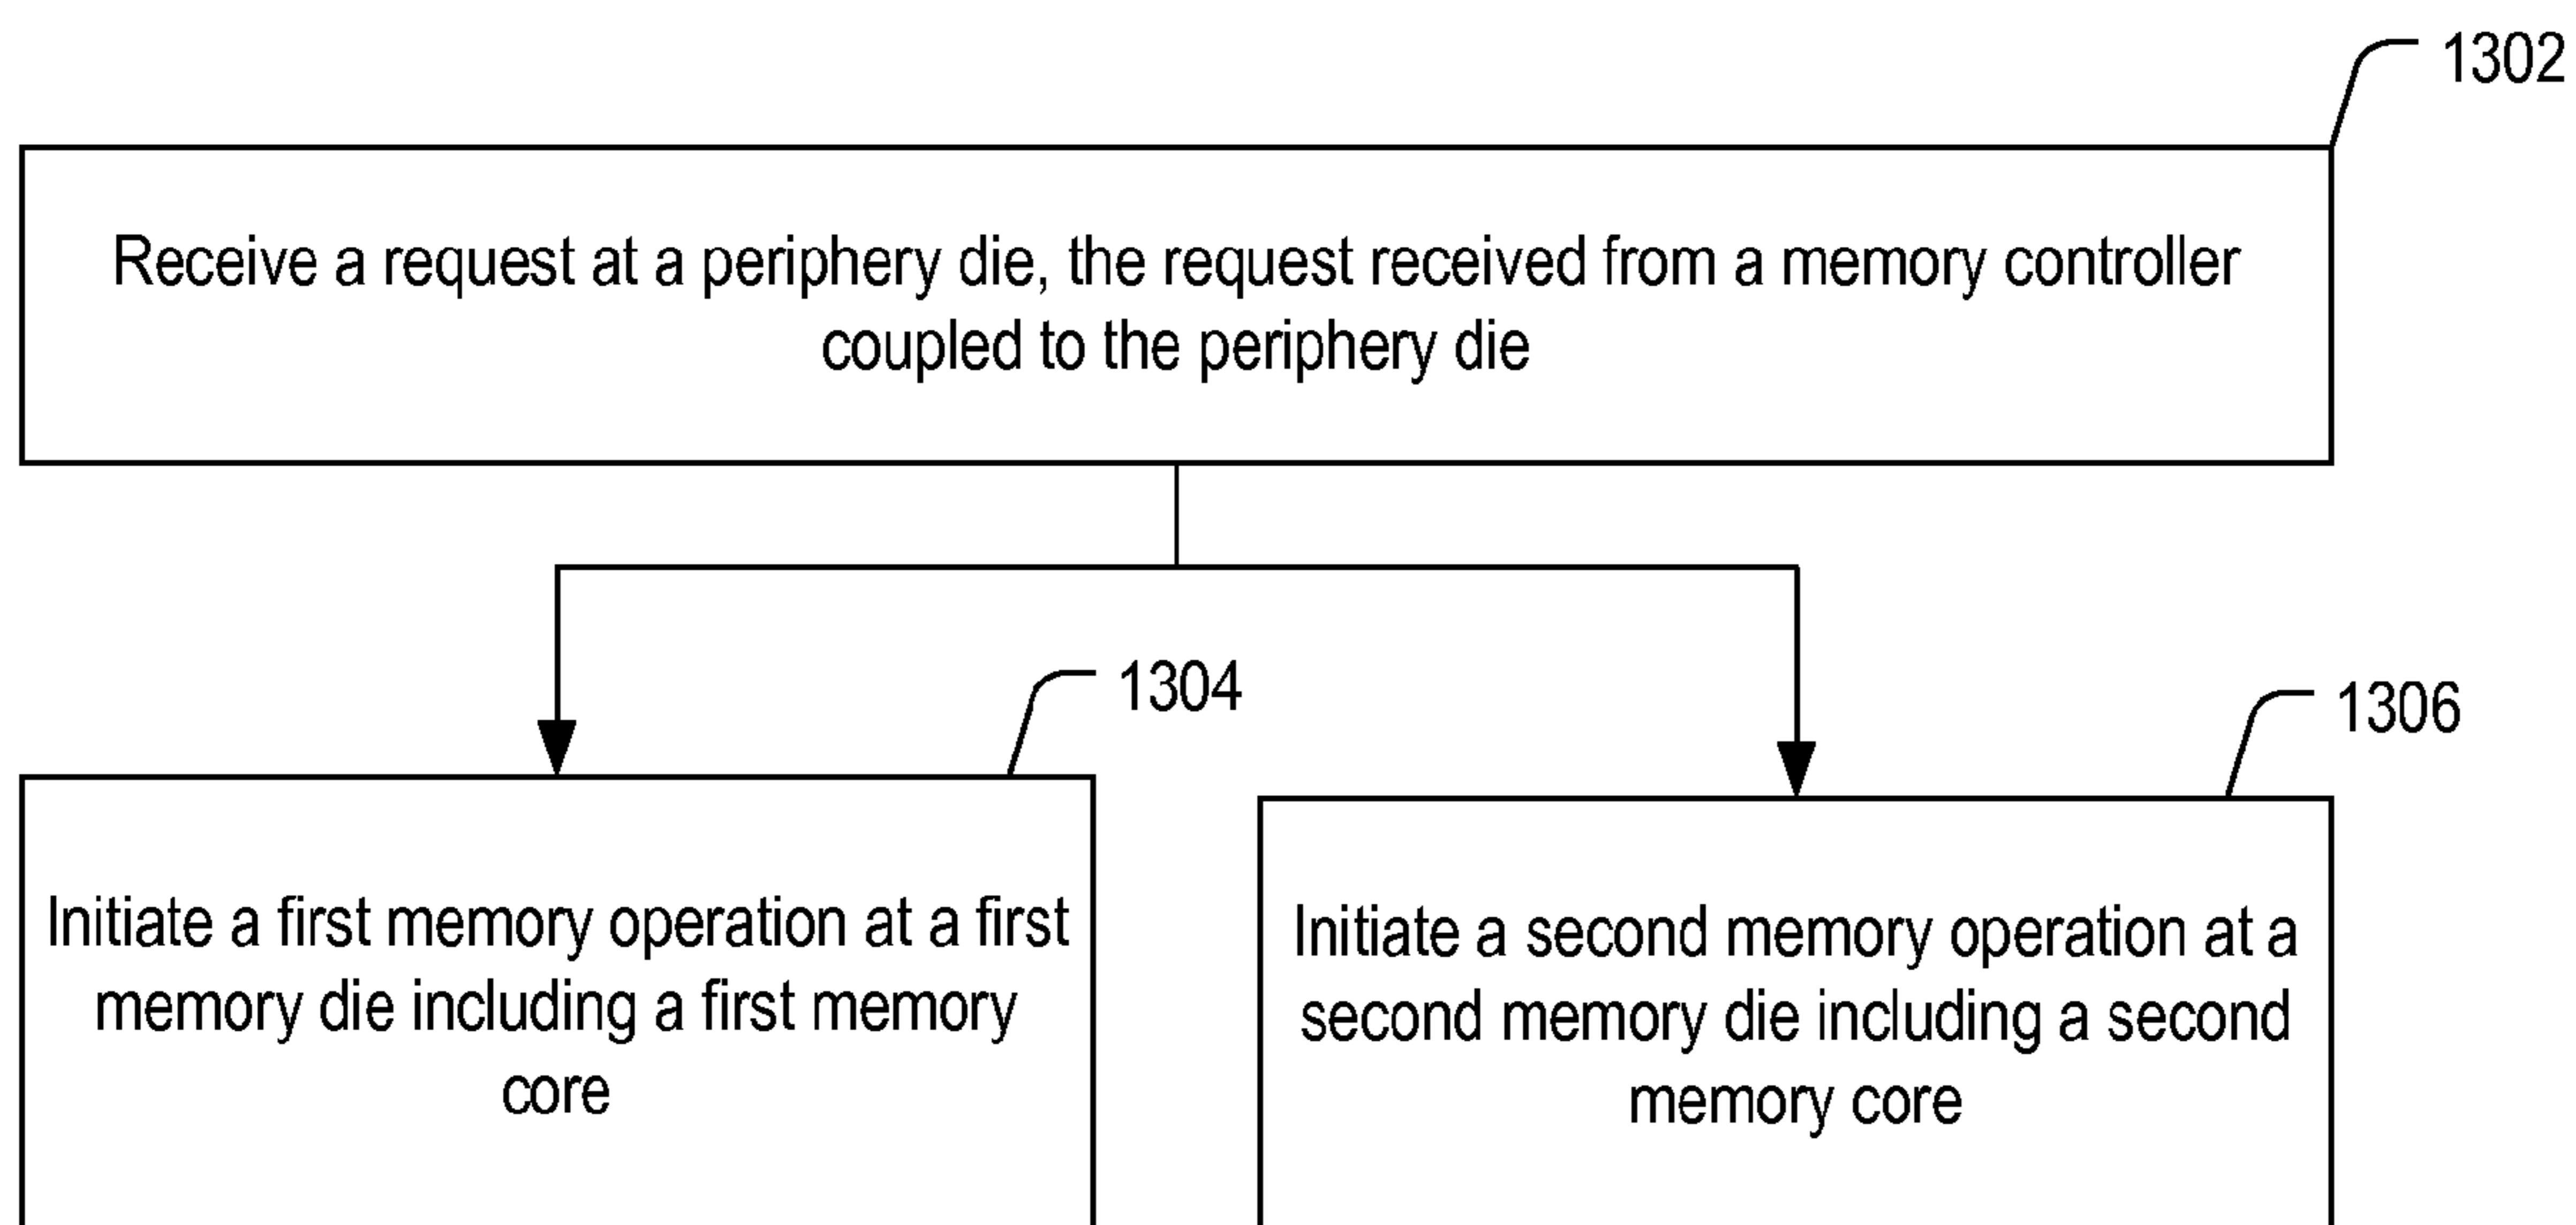 1302
Receive a request at a periphery die, the request received from a memory controller
coupled to the periphery die
1304
Initiate a first memory operation at a first
memory die including a first memory
core
1306
Initiate a second memory operation at a
second memory die including a second
memory core